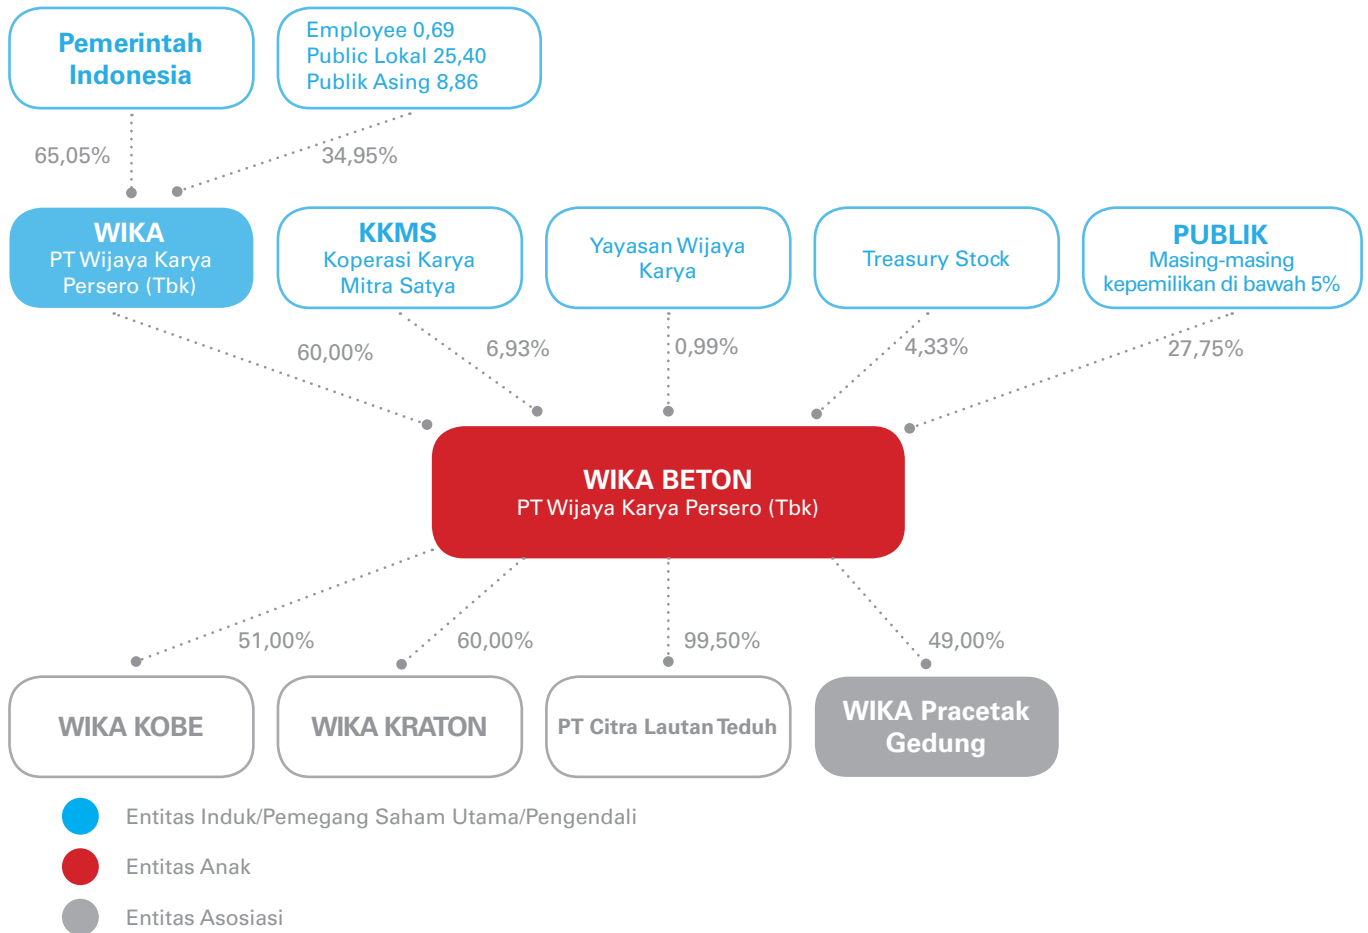 Pemerintah
Indonesia
Employee 0,69
Public Lokal 25,40
Publik Asing 8,86
65,05%
34,95%
WIKA
PT Wijaya Karya
Persero (Tbk)
KKMS
Koperasi Karya
Mitra Satya
Yayasan Wijaya
Karya
Treasury Stock
PUBLIK
Masing-masing
kepemilikan di bawah 5%
60,00%
6,93%
0,99%
4,33%
27,75%
WIKA BETON
PT Wijaya Karya Persero (Tbk)
51,00%
60,00%
99,50%
49,00%
WIKA KOBE
WIKA KRATON
PT Citra Lautan Teduh
WIKA Pracetak
Gedung
Entitas Induk/Pemegang Saham Utama/Pengendali
Entitas Anak
Entitas Asosiasi